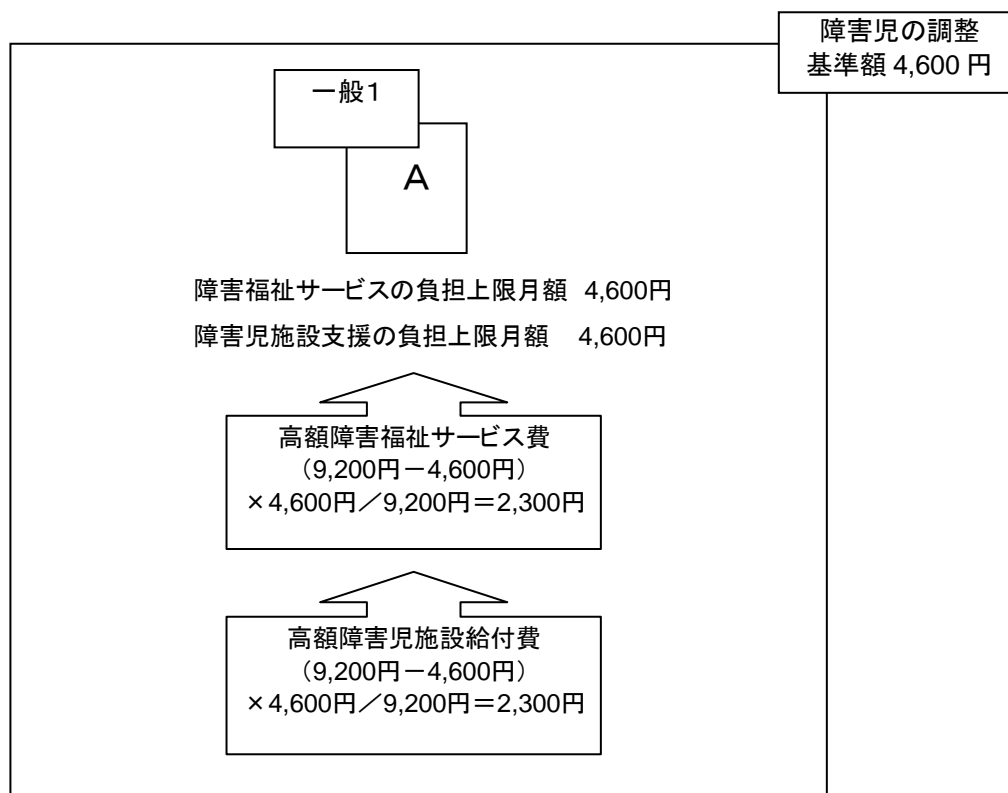 障害児の調整
基準額 4,600 円
一般1
A
障害福祉サービスの負担上限月額 4,600円
障害児施設支援の負担上限月額 4,600円
高額障害福祉サービス費
（9,200円－4,600円）
×4,600円／9,200円＝2,300円
高額障害児施設給付費
（9,200円－4,600円）
×4,600円／9,200円＝2,300円